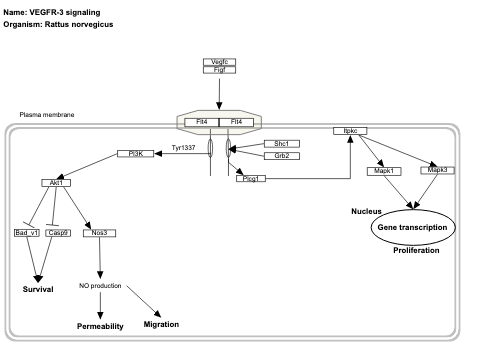 Name: VEGFR-3 signaling
Organism: Rattus norvegicus
Vegfc
Figf
Plasma membrane
Flt4 Flt4
Itpkc
Tyr1337
Shc1
PI3K
Grb2
Mapk1
Mapk3
Plcg1
Akt1
Nucleus
Gene transcription
Bad_v1
Casp9
Nos3
Proliferation
Survival
NO production
Permeability
Migration